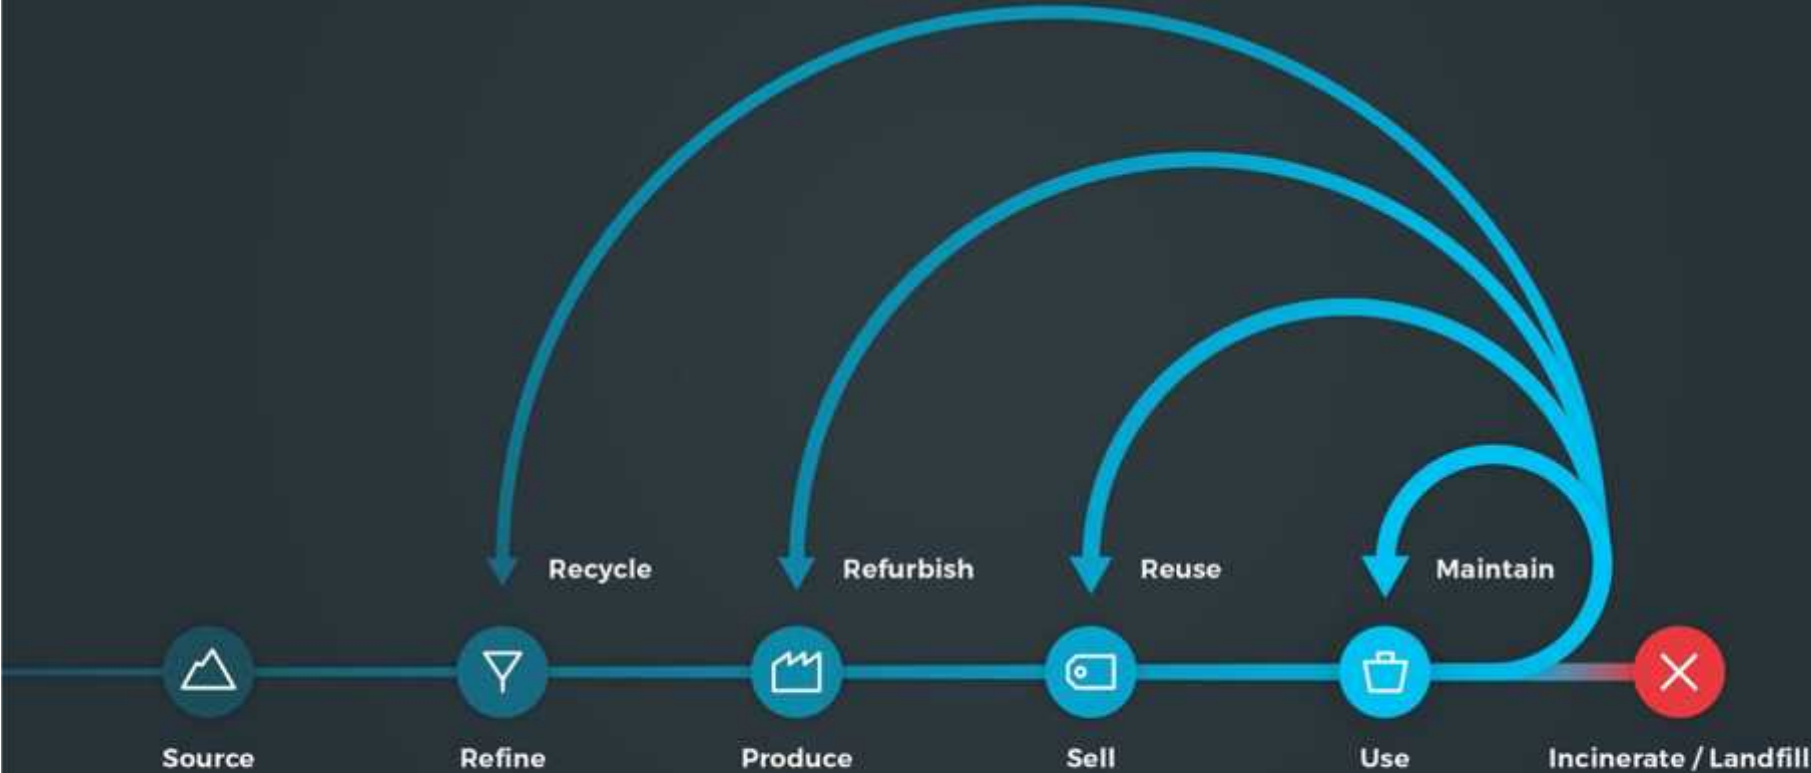 Recycle
Refurbish
Reuse
Maintain
Source
Refine
Produce
Sell
Use
Incinerate / Landfill